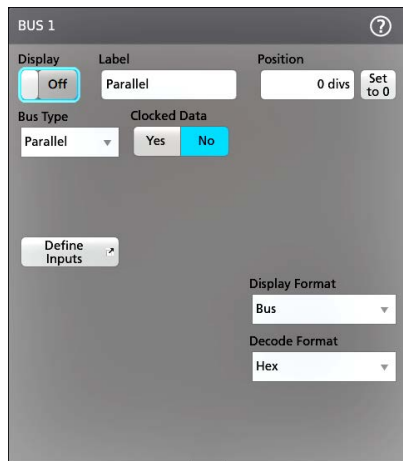 BUS 1
?
Display
Label
Position
Off
Parallel
0 divs
Set
to 0
Bus Type
Clocked Data
Parallel
Yes
No
Define
Inputs
Display Format
Bus
Decode Format
Hex